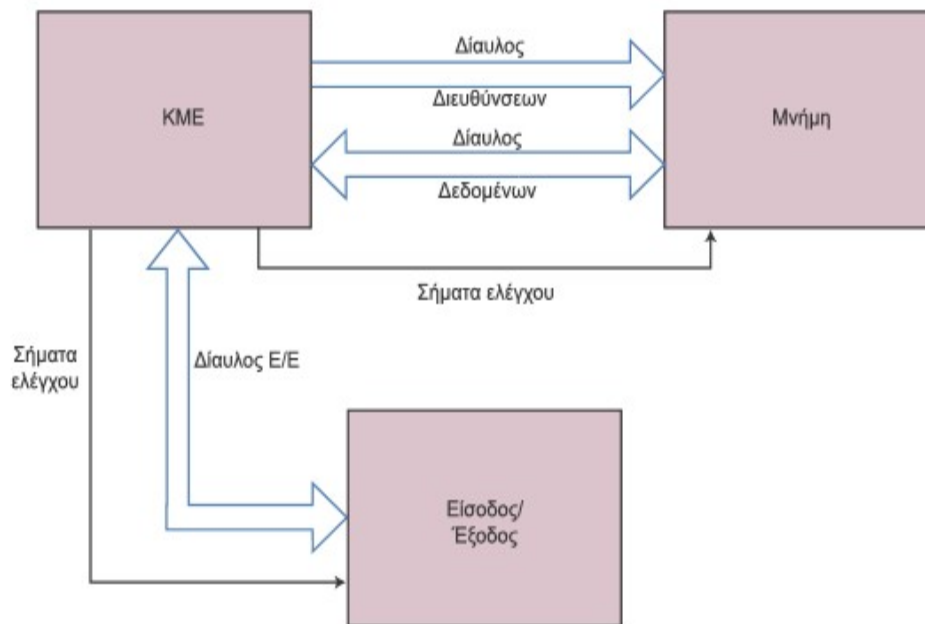 Δίαυλος
Διευθύνσεων
ΚΜΕ
Μνήμη
Δίαυλος
Δεδομένων
Σήματα ελέγχου
Σήματα
ελέγχου
Δίαυλος Ε/Ε
Είσοδος/
Έξοδος